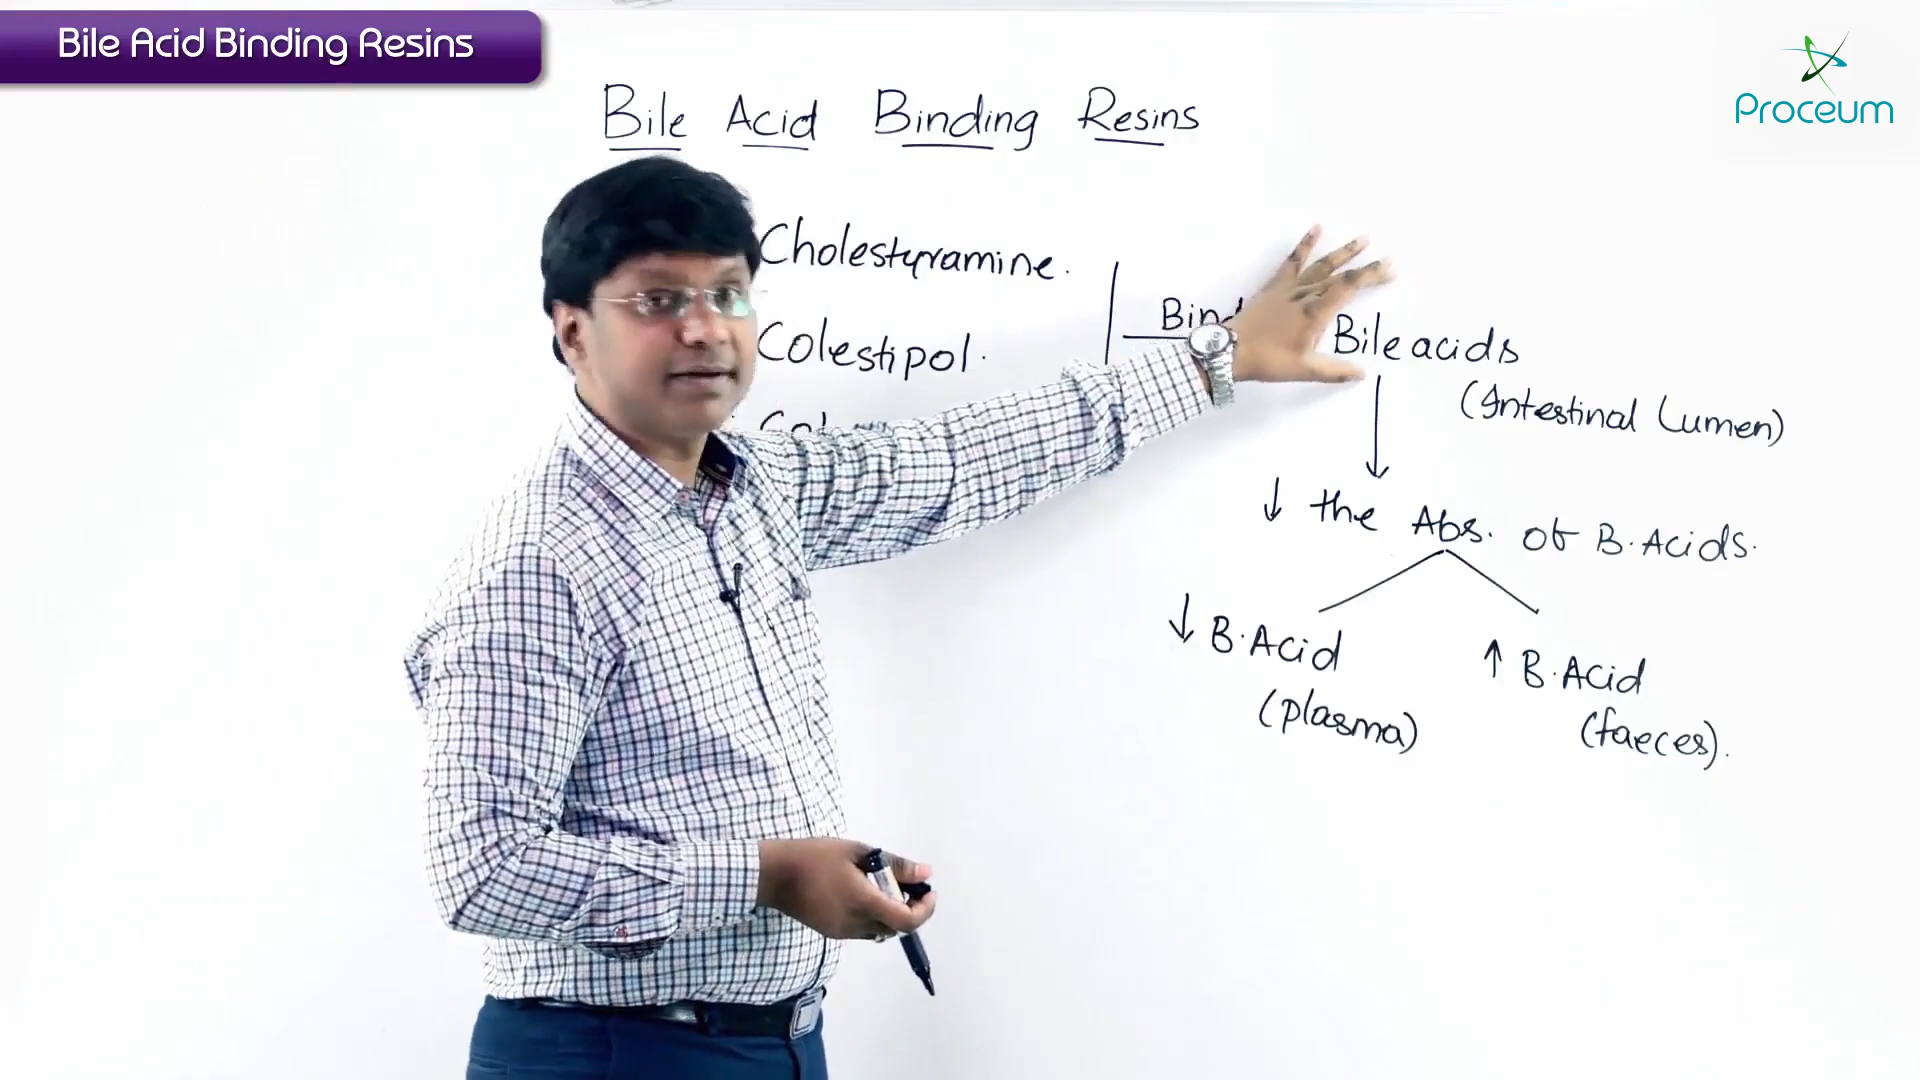 Bile Acid Binding Resins
Proceum
Bile Acid Binding Resins
Cholestyramine.
Colestipol.
Bile acids
(Intestinal Lumen)
↓ the Abs. of B. Acids.
↓ B. Acid
(plasma)
↑ B. Acid
(faeces).